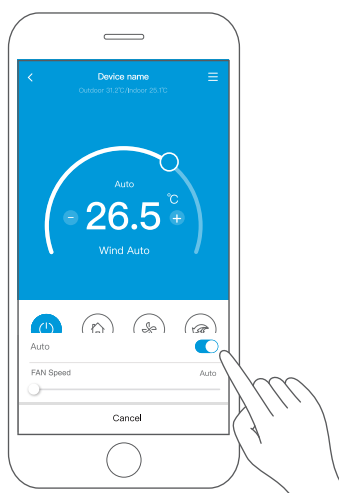 Device name
Outdoor 31.2℃/Indoor 25.1℃
Auto
26.5 ℃
- +
Wind Auto
Auto
FAN Speed Auto
Cancel